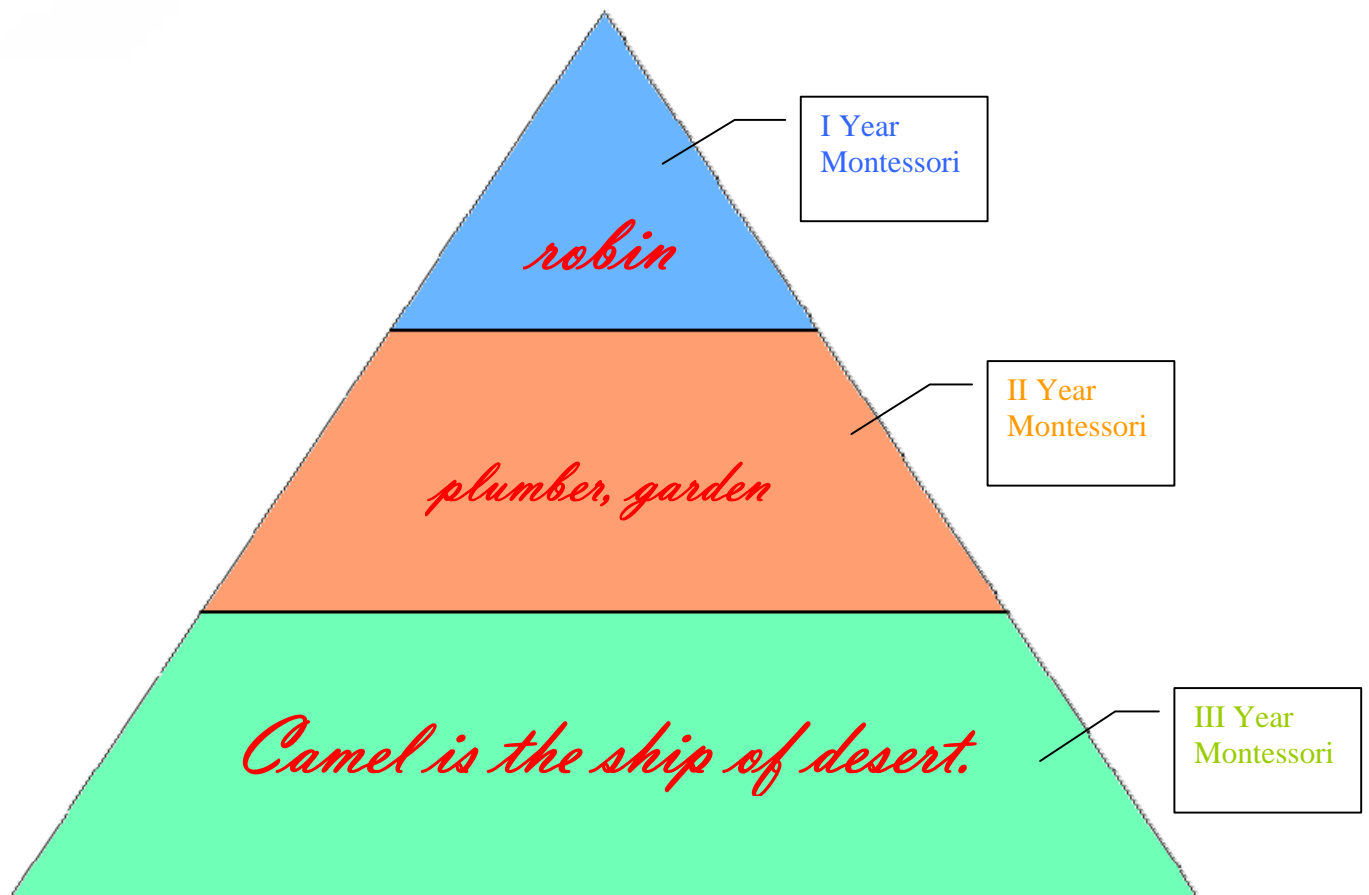 I Year
Montessori
robin
II Year
Montessori
plumber, garden
III Year
Montessori
Camel is the ship of desert.